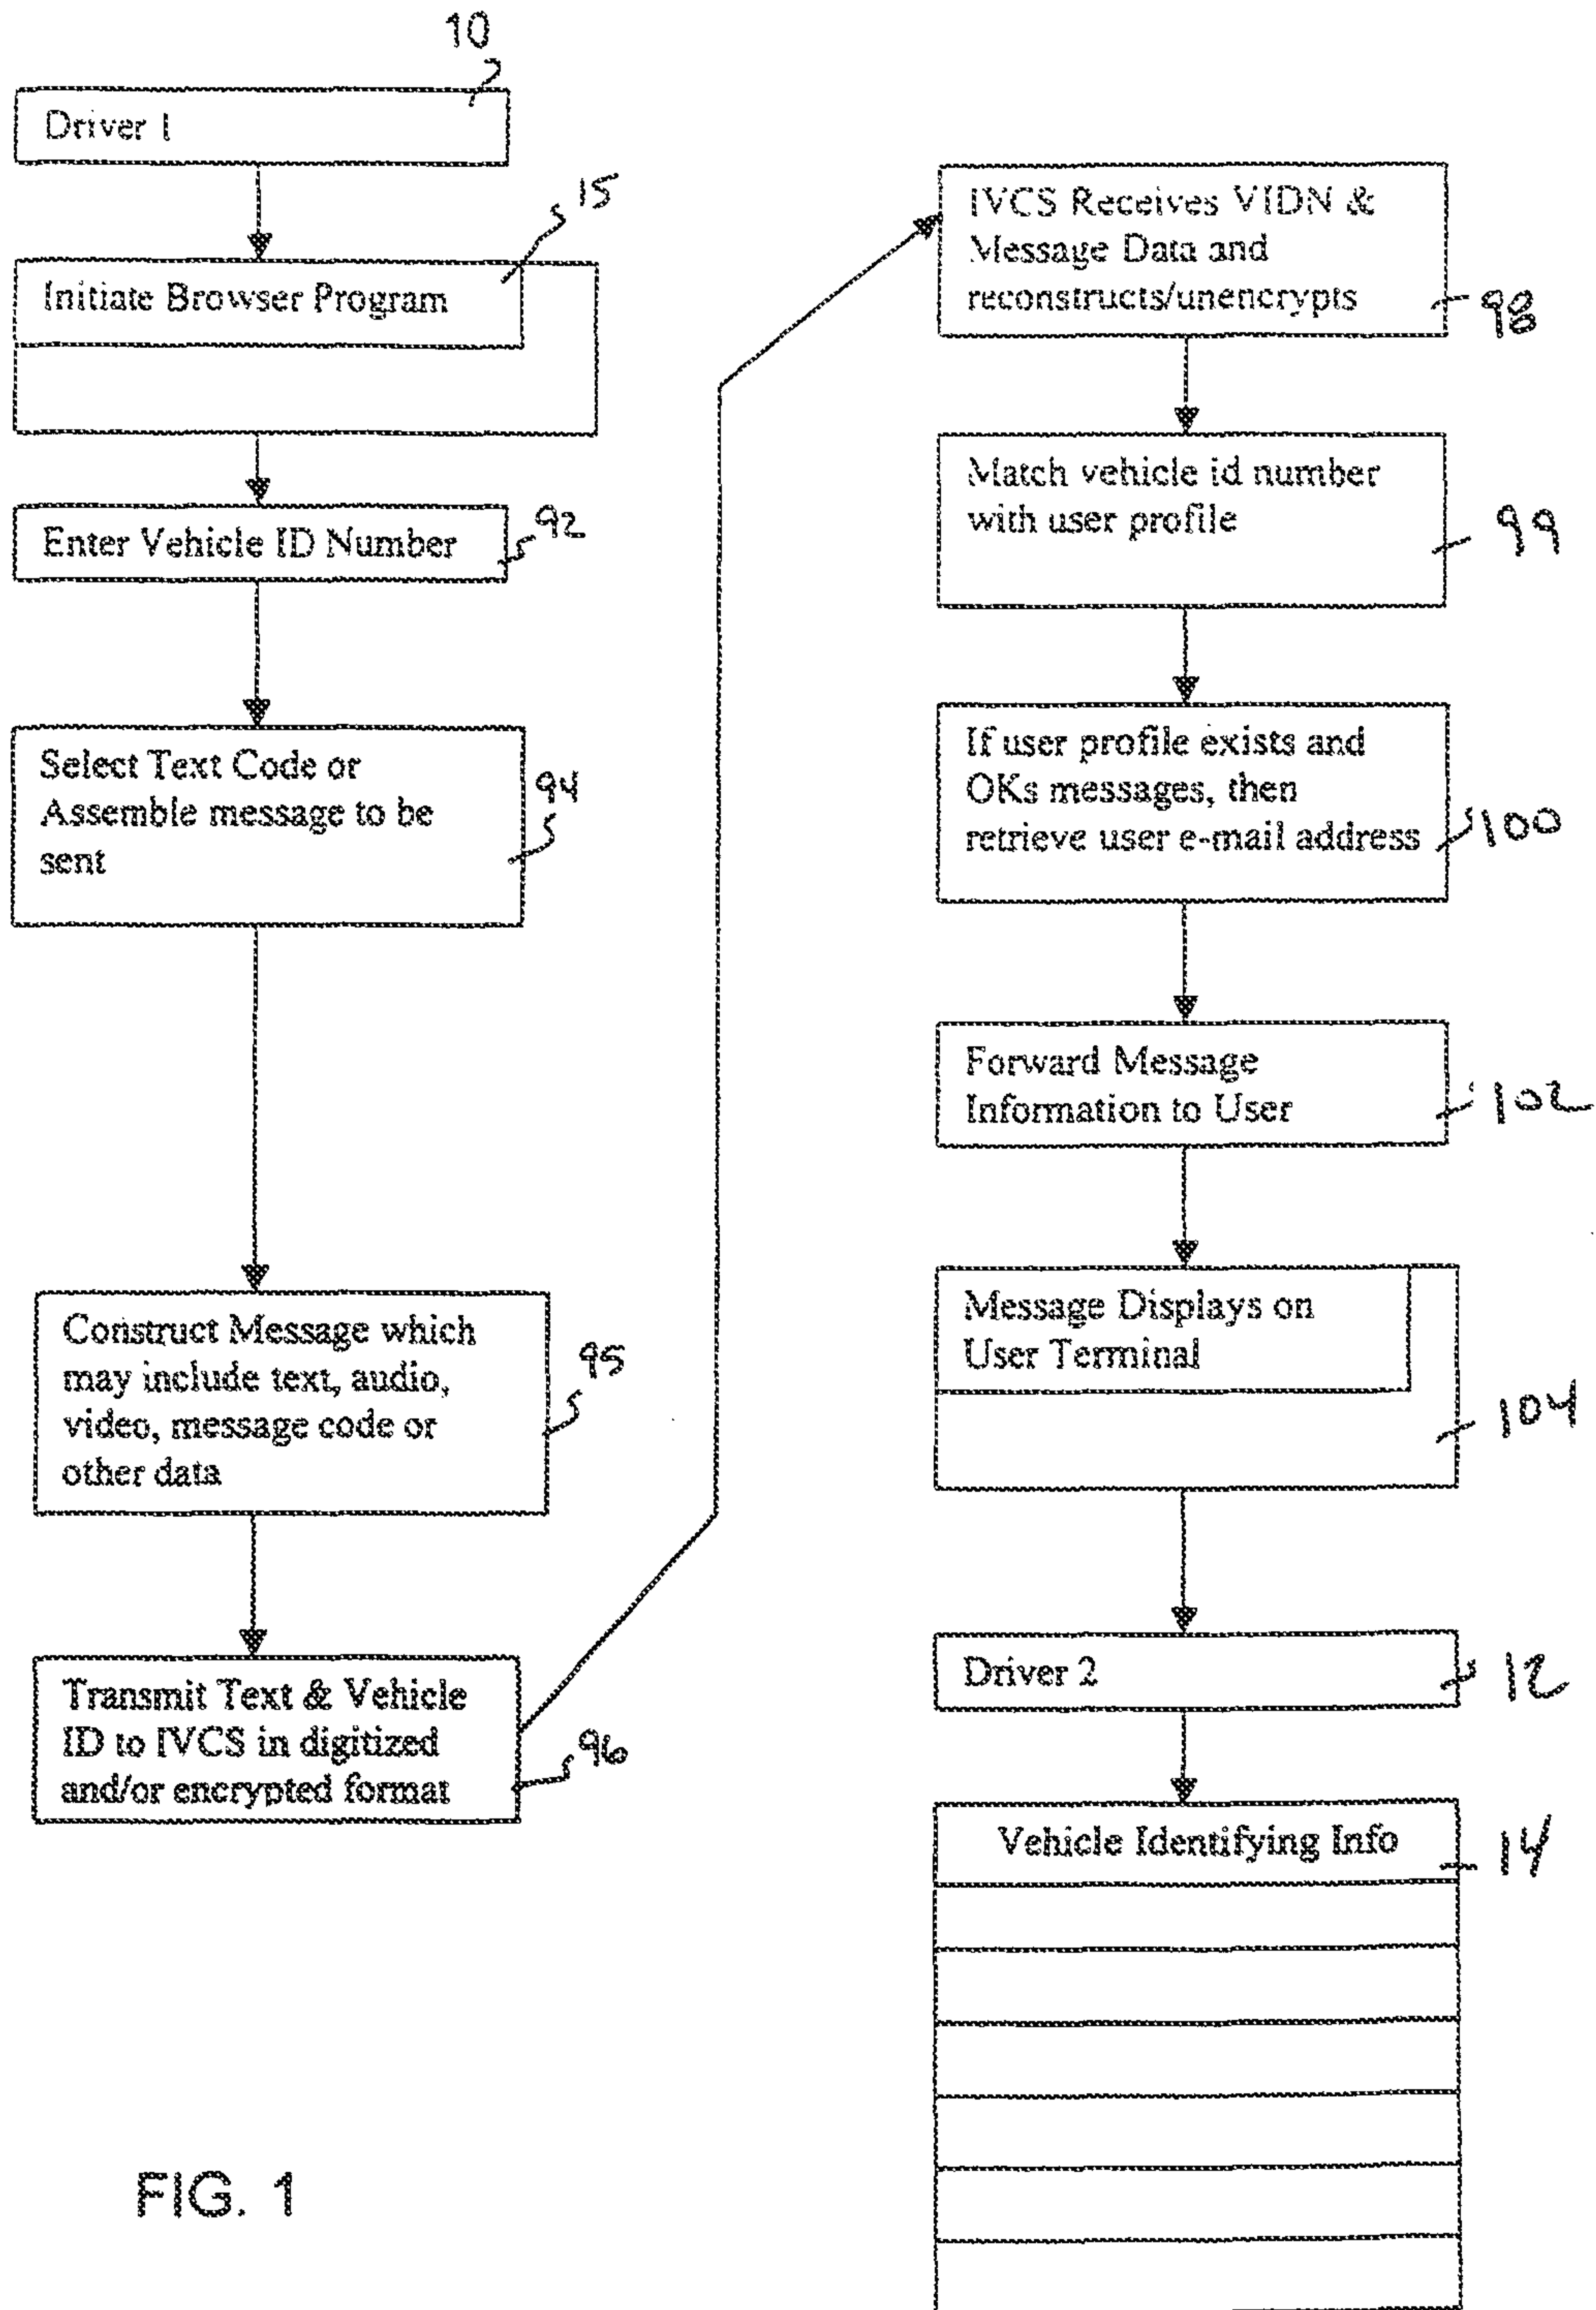 10
Driver 1
15
Initiate Browser Program
Enter Vehicle ID Number
92
Select Text Code or
Assemble message to be
sent
94
Construct Message which
may include text, audio,
video, message code or
other data
95
Transmit Text & Vehicle
ID to IVCS in digitized
and/or encrypted format
96
IVCS Receives VIDN &
Message Data and
reconstructs/unencrypts
98
Match vehicle id number
with user profile
99
If user profile exists and
OKs messages, then
retrieve user e-mail address
100
Forward Message
Information to User
102
Message Displays on
User Terminal
104
Driver 2
12
Vehicle Identifying Info
14
FIG. 1